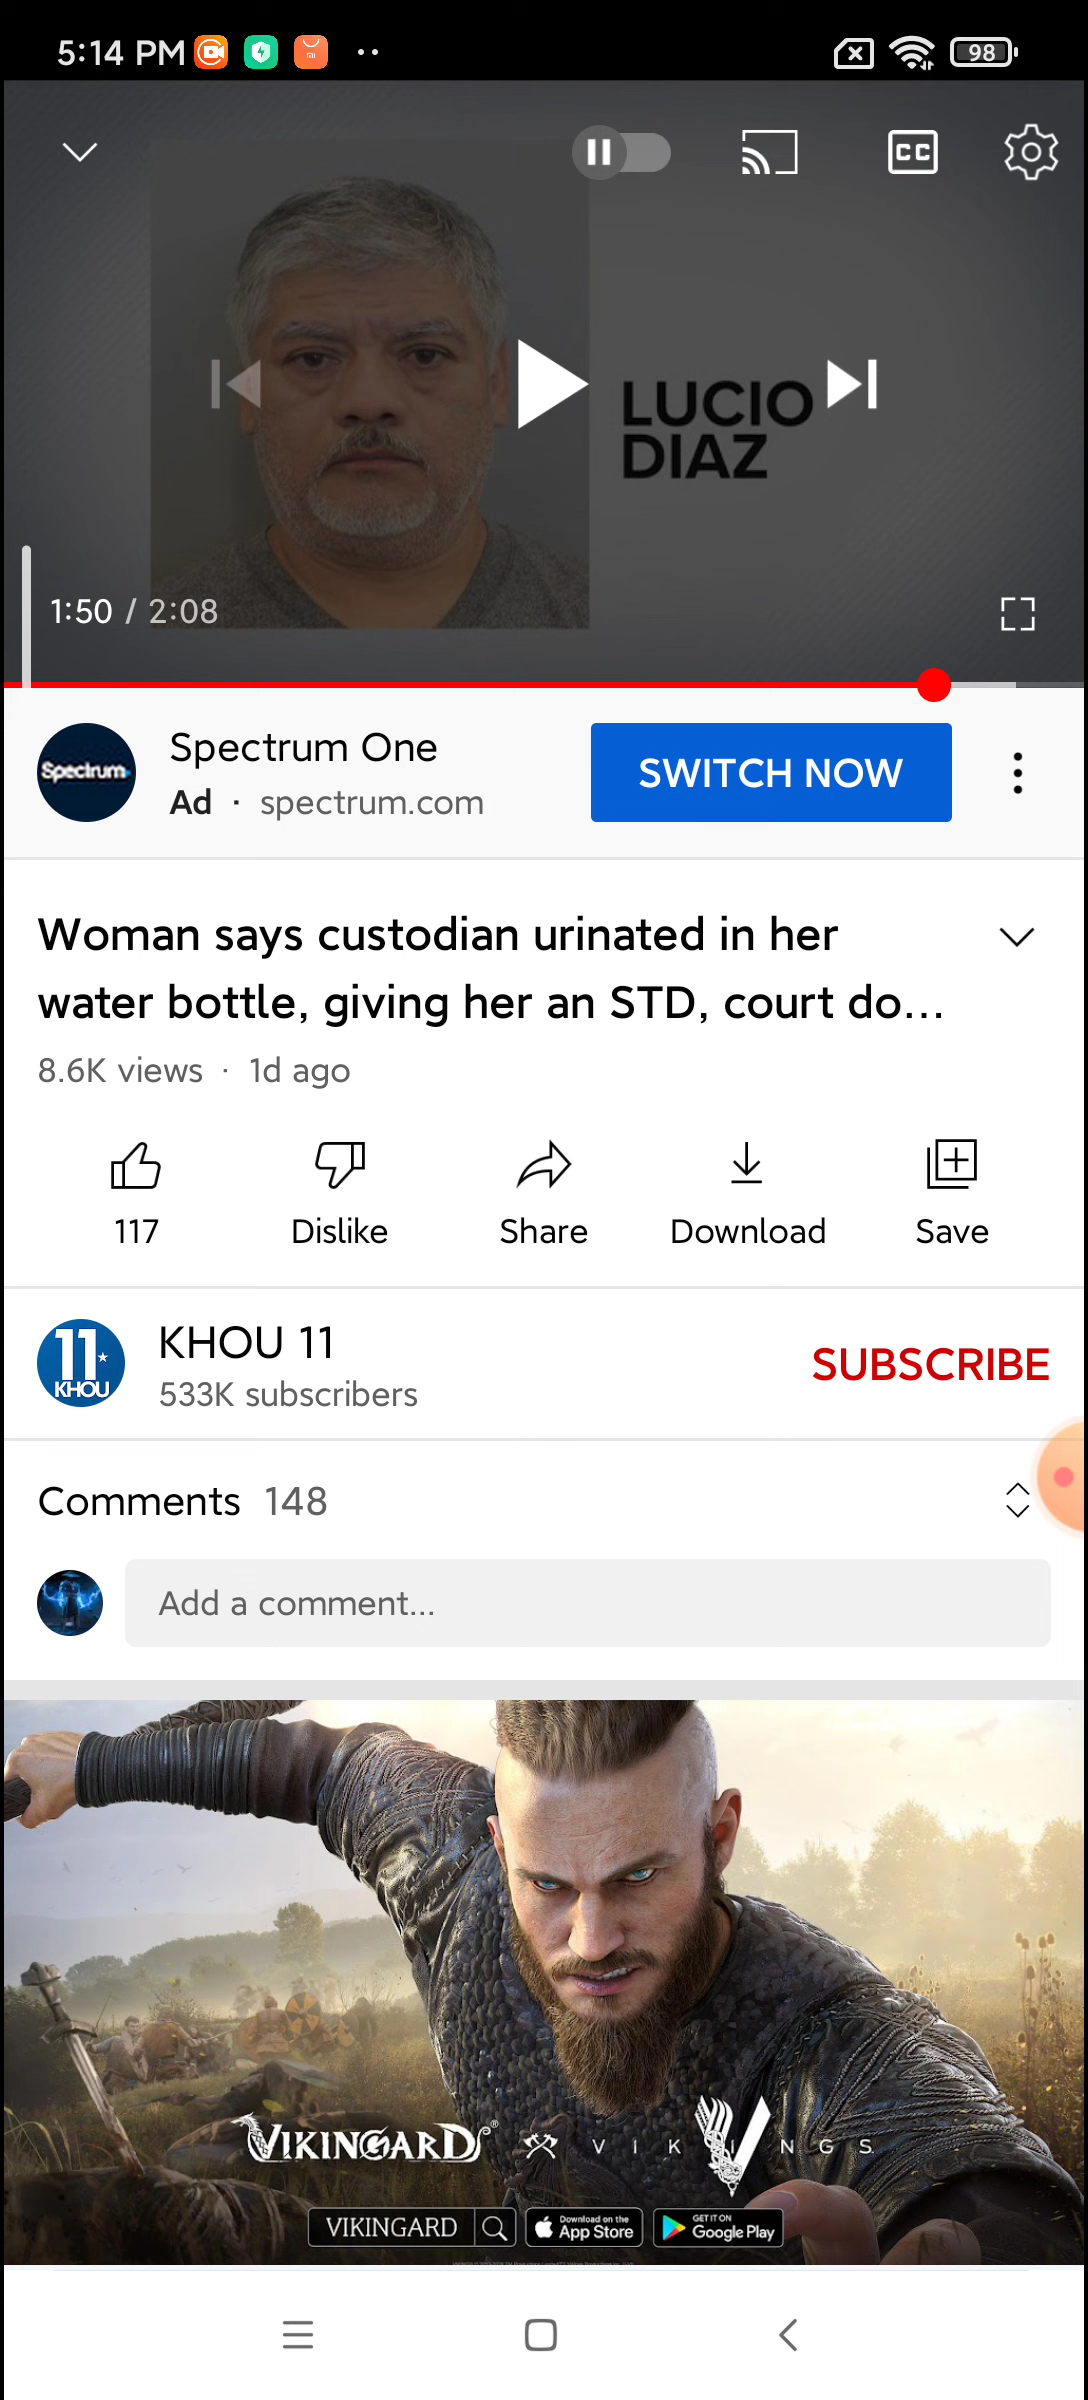 5:14 PM
98
CC
LUCIO
DIAZ
1:50 / 2:08
Spectrum
Spectrum One
Ad · spectrum.com
SWITCH NOW
Woman says custodian urinated in her
water bottle, giving her an STD, court do...
8.6K views · 1d ago
117
Dislike
Share
Download
Save
11
KHOU
KHOU 11
533K subscribers
SUBSCRIBE
Comments 148
Add a comment...
VIKINGARD® VIKINGS
VIKINGARD
Download on the
App Store
GET IT ON
Google Play